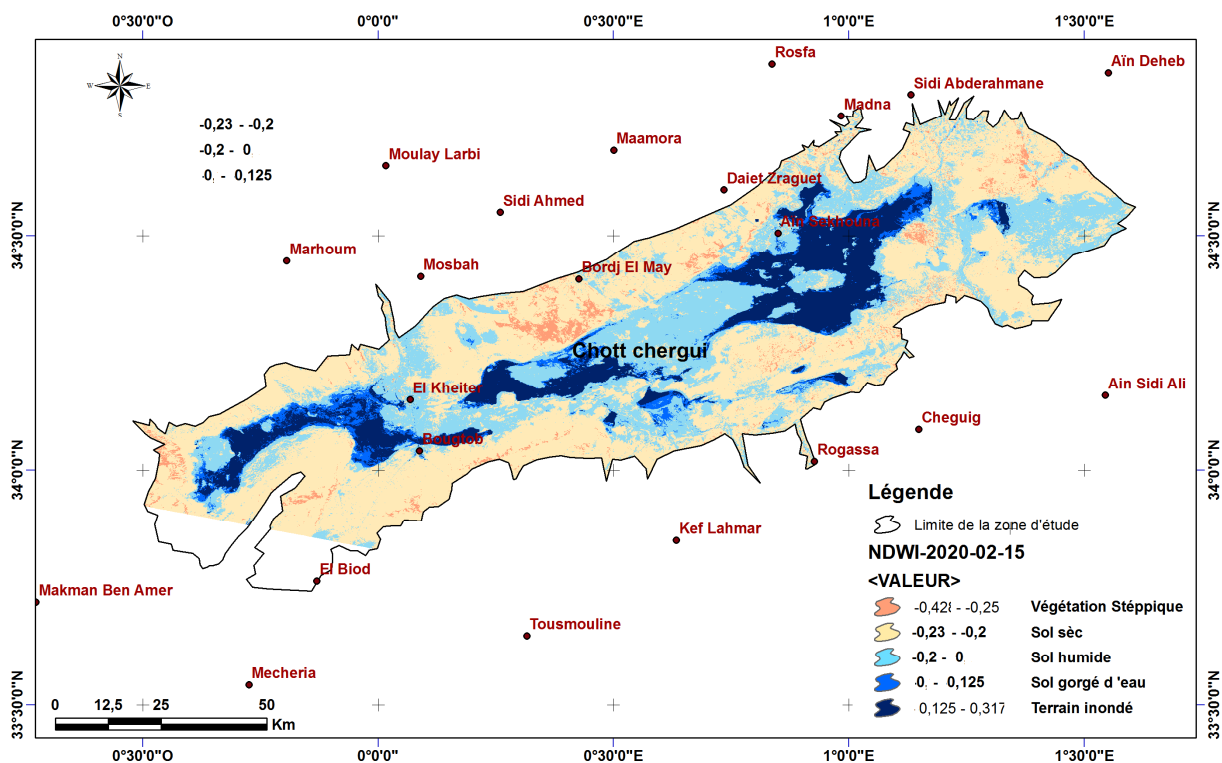 0°30'0"O 0°0'0" 0°30'0"E 1°0'0"E 1°30'0"E
N
W E
S
-0,23 - -0,2
-0,2 - 0
0, - 0,125
Rosfa
Aïn Deheb
Sidi Abderahmane
Madna
Maamora
Moulay Larbi
Daiet Zraguet
Sidi Ahmed
Aïn Sekhouna
Marhoum
Mosbah
Bordj El May
Chott chergui
El Kheiter
Ain Sidi Ali
Cheguig
Bougtob
Rogassa
Kef Lahmar
El Biod
Makman Ben Amer
Tousmouline
Mecheria
34°30'0"N
34°0'0"N
33°30'0"N
34°30'0"N
34°0'0"N
33°30'0"N
Légende
Limite de la zone d'étude
NDWI-2020-02-15
<VALEUR>
-0,428 - -0,25 Végétation Stéppique
-0,23 - -0,2 Sol sèc
-0,2 - 0 Sol humide
0, - 0,125 Sol gorgé d 'eau
0,125 - 0,317 Terrain inondé
0 12,5 25 50
Km
0°30'0"O 0°0'0" 0°30'0"E 1°0'0"E 1°30'0"E